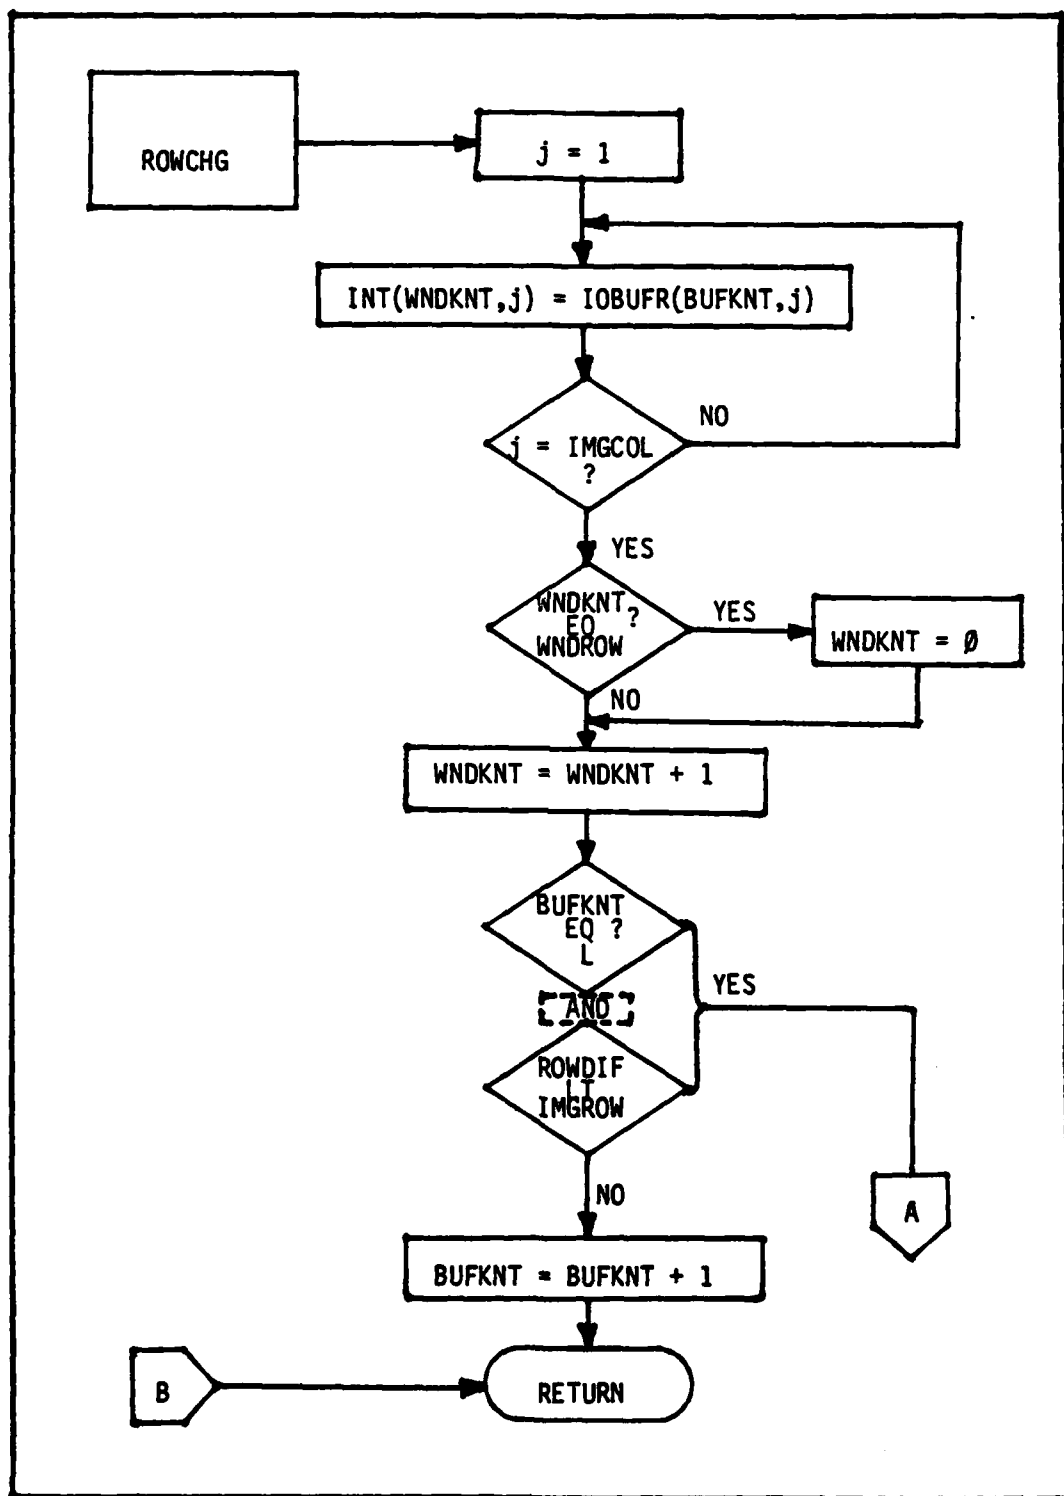 ROWCHG
j = 1
INT(WNDKNT,j) = IOBUFR(BUFKNT,j)
NO
j = IMGCOL
?
YES
WNDKNT ?
EQ
WNDROW
YES
WNDKNT = Ø
NO
WNDKNT = WNDKNT + 1
BUFKNT
EQ ?
L
YES
AND
ROWDIF
LT
IMGROW
NO
A
BUFKNT = BUFKNT + 1
B
RETURN